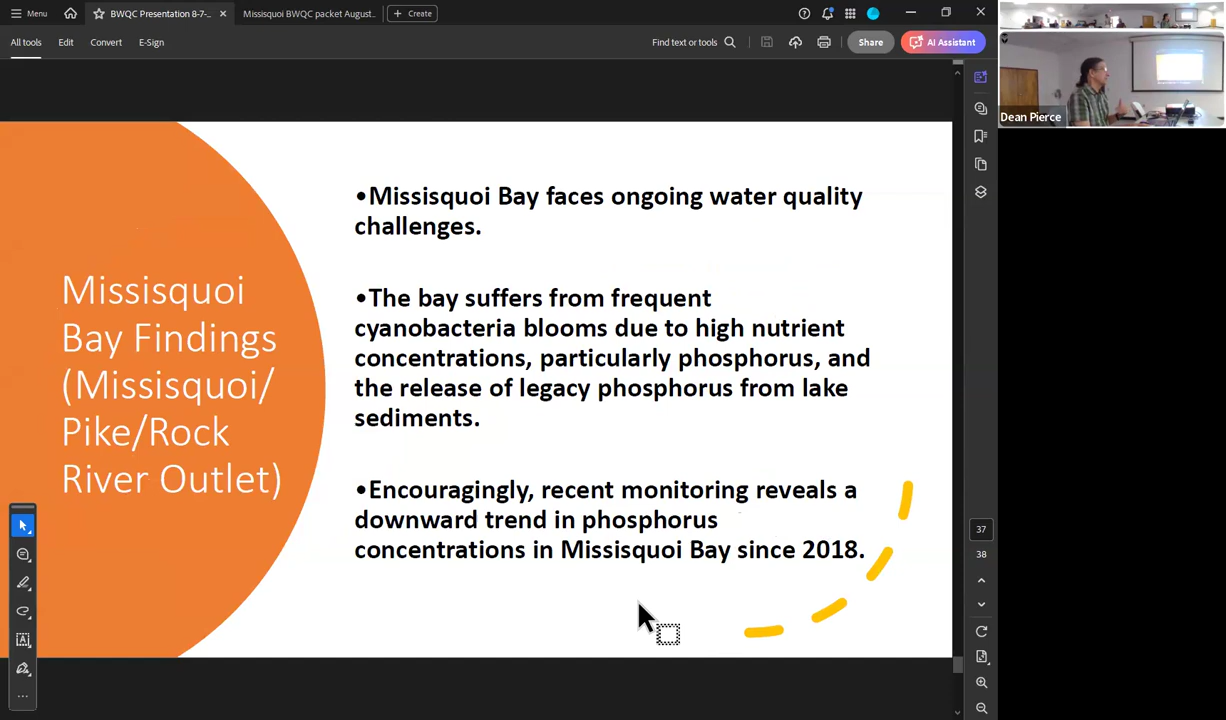 Menu
BWQC Presentation 8-7-...
Missisquoi BWQC packet August...
Create
All tools
Edit
Convert
E-Sign
Find text or tools
Share
AI Assistant
Dean Pierce
Missisquoi
Bay Findings
(Missisquoi/
Pike/Rock
River Outlet)
•Missisquoi Bay faces ongoing water quality
challenges.
•The bay suffers from frequent
cyanobacteria blooms due to high nutrient
concentrations, particularly phosphorus, and
the release of legacy phosphorus from lake
sediments.
•Encouragingly, recent monitoring reveals a
downward trend in phosphorus
concentrations in Missisquoi Bay since 2018.
37
38